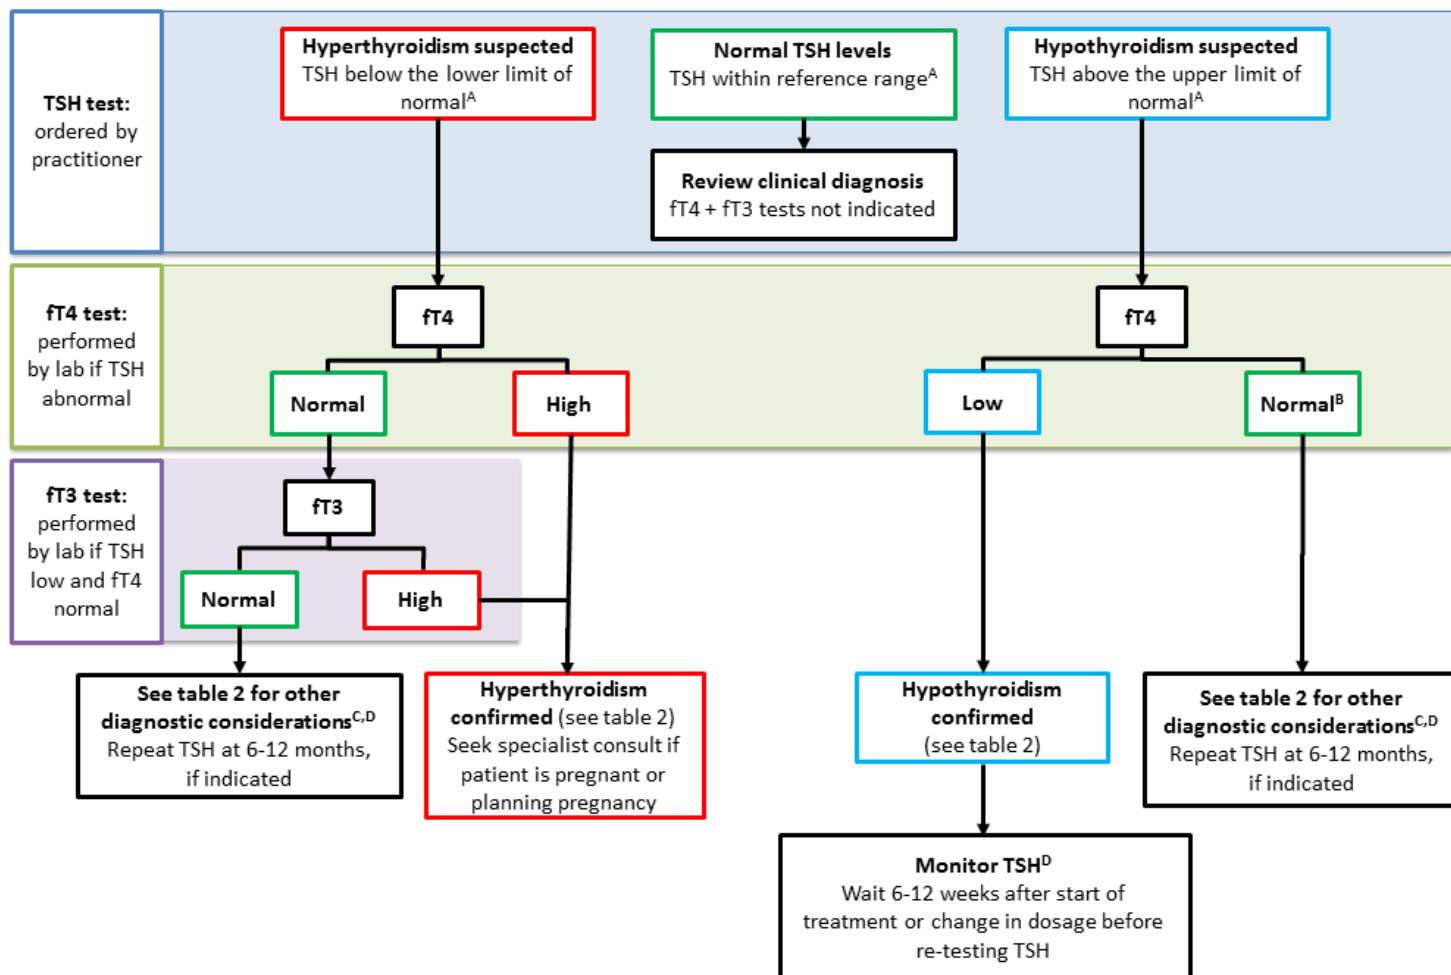 TSH test:
ordered by
practitioner
Hyperthyroidism suspected
TSH below the lower limit of
normalᴬ
Normal TSH levels
TSH within reference rangeᴬ
Review clinical diagnosis
fT4 + fT3 tests not indicated
Hypothyroidism suspected
TSH above the upper limit of
normalᴬ
fT4 test:
performed
by lab if TSH
abnormal
fT4
Normal
High
fT4
Low
Normalᴮ
fT3 test:
performed
by lab if TSH
low and fT4
normal
fT3
Normal
High
See table 2 for other
diagnostic considerationsC,D
Repeat TSH at 6-12 months,
if indicated
Hyperthyroidism
confirmed (see table 2)
Seek specialist consult if
patient is pregnant or
planning pregnancy
Hypothyroidism
confirmed
(see table 2)
See table 2 for other
diagnostic considerationsC,D
Repeat TSH at 6-12 months,
if indicated
Monitor TSHᴰ
Wait 6-12 weeks after start of
treatment or change in dosage before
re-testing TSH